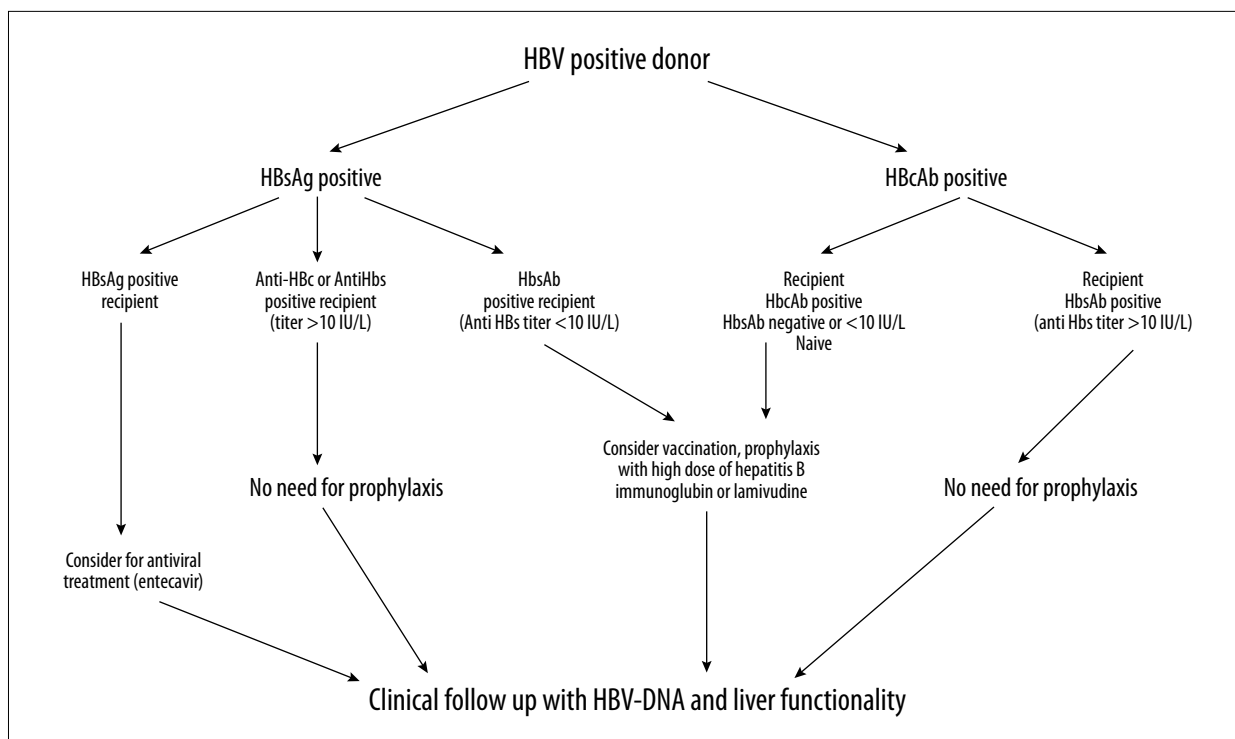 HBV positive donor
HBsAg positive
HBcAb positive
HBsAg positive
recipient
Anti-HBc or AntiHbs
positive recipient
(titer >10 IU/L)
HbsAb
positive recipient
(Anti HBs titer <10 IU/L)
Recipient
HbcAb positive
HbsAb negative or <10 IU/L
Naive
Recipient
HbsAb positive
(anti Hbs titer >10 IU/L)
Consider vaccination, prophylaxis
with high dose of hepatitis B
immunoglubin or lamivudine
No need for prophylaxis
No need for prophylaxis
Consider for antiviral
treatment (entecavir)
Clinical follow up with HBV-DNA and liver functionality